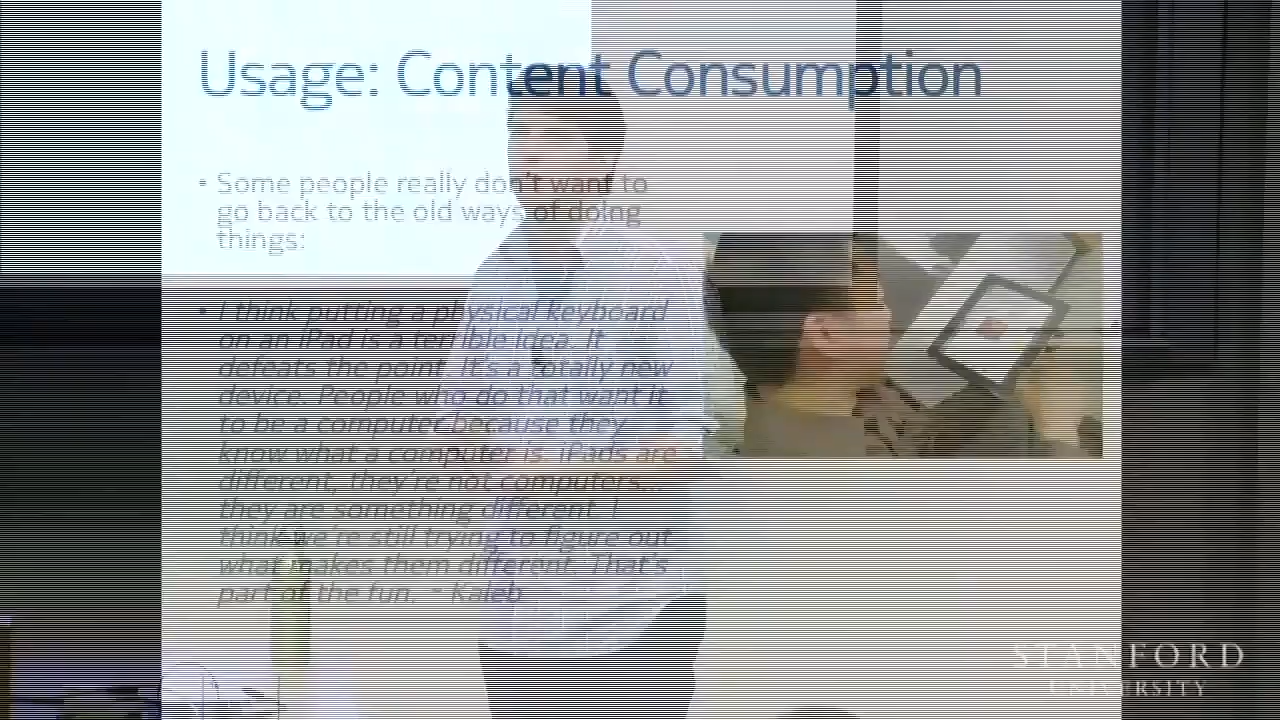 Usage: Content Consumption
• Some people really don't want to
go back to the old ways of doing
things:
• I think putting a physical keyboard
on an iPad is a terrible idea. It
defeats the point. It's a totally new
device. People who do that want it
to be a computer because they
know what a computer is. iPads are
different, they're not computers...
they are something different. I
think we're still trying to figure out
what makes them different. That's
part of the fun. - Kaleb
STANFORD
UNIVERSITY